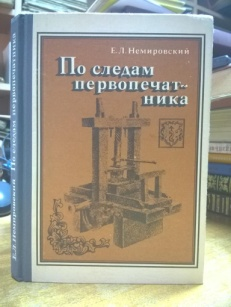 Е.Л.Немировский
По следам
первопечат-
ника
Е.Л.Немировский По следам первопечатника